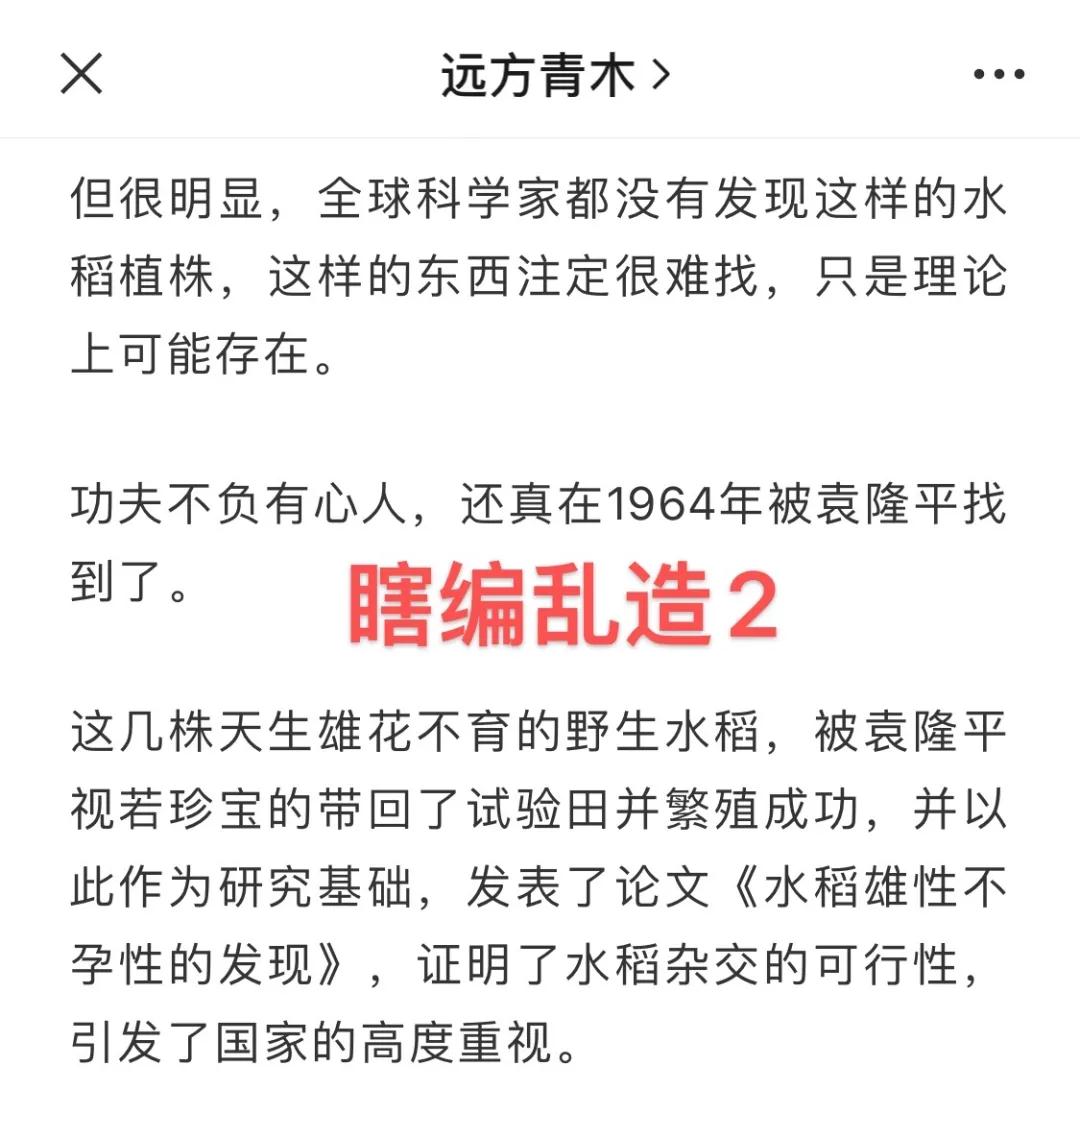 远方青木
但很明显，全球科学家都没有发现这样的水
稻植株，这样的东西注定很难找，只是理论
上可能存在。
功夫不负有心人，还真在1964年被袁隆平找
到了。
瞎编乱造2
这几株天生雄花不育的野生水稻，被袁隆平
视若珍宝的带回了试验田并繁殖成功，并以
此作为研究基础，发表了论文《水稻雄性不
孕性的发现》，证明了水稻杂交的可行性，
引发了国家的高度重视。